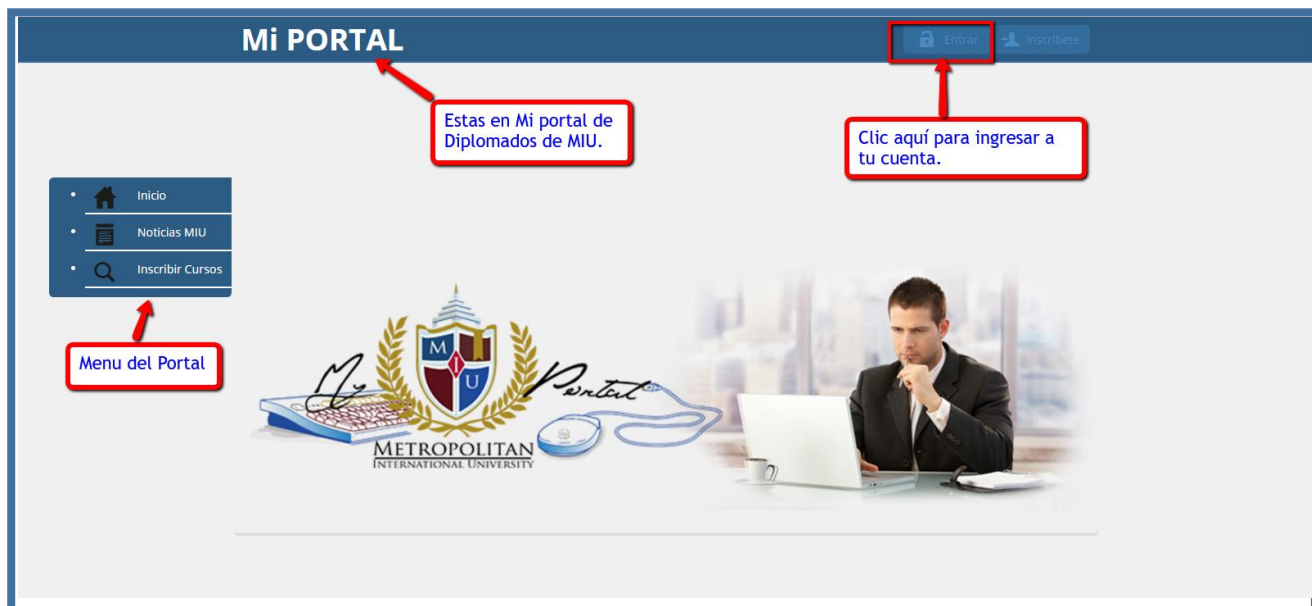 Mi PORTAL
Entrar
Inscribete
Estas en Mi portal de
Diplomados de MIU.
Clic aquí para ingresar a
tu cuenta.
Inicio
Noticias MIU
Inscribir Cursos
Menu del Portal
My
M
I
U
Portal
METROPOLITAN
INTERNATIONAL UNIVERSITY